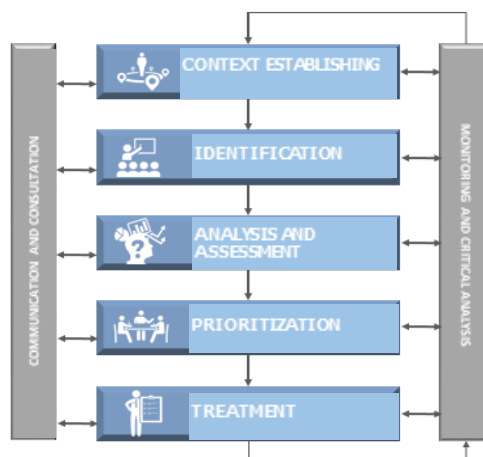 CONTEXT ESTABLISHING
IDENTIFICATION
ANALYSIS AND
ASSESSMENT
PRIORITIZATION
TREATMENT
COMMUNICATION AND CONSULTATION
MONITORING AND CRITICAL ANALYSIS
?